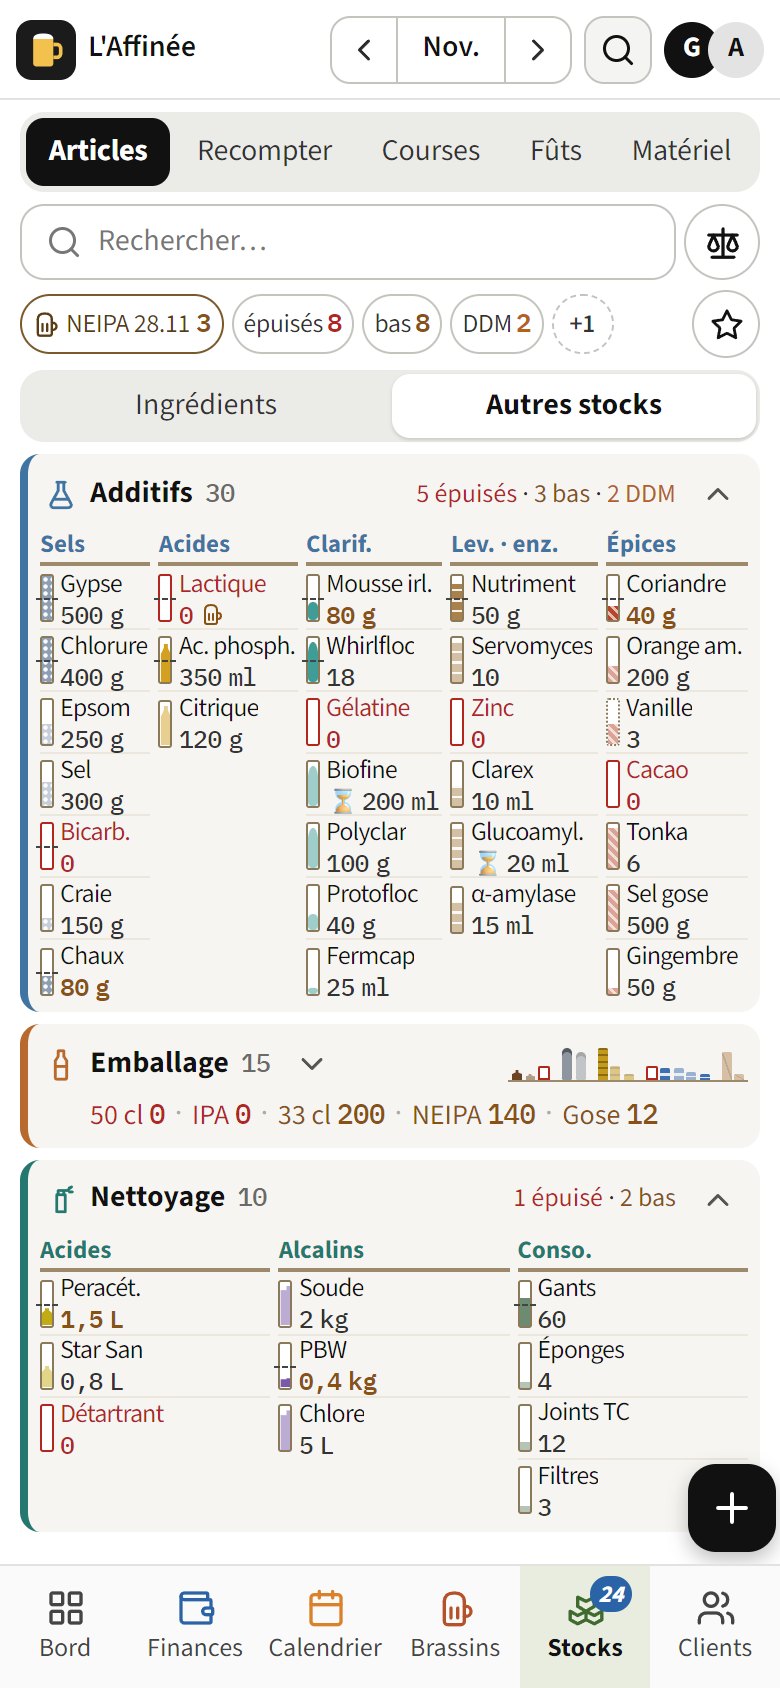 L'Affinée
Nov.
G A
Articles Recompter Courses Fûts Matériel
Rechercher…
NEIPA 28.11 3 épuisés 8 bas 8 DDM 2 +1
Ingrédients Autres stocks
Additifs 30 5 épuisés · 3 bas · 2 DDM
Sels Acides Clarif. Lev. · enz. Épices
Gypse Lactique Mousse irl. Nutriment Coriandre
500 g 0 80 g 50 g 40 g
Chlorure Ac. phosph. Whirlfloc Servomyces Orange am.
400 g 350 ml 18 10 200 g
Epsom Citrique Gélatine Zinc Vanille
250 g 120 g 0 0 3
Sel Biofine Clarex Cacao
300 g ⏳ 200 ml 10 ml 0
Bicarb. Polyclar Glucoamyl. Tonka
0 100 g ⏳ 20 ml 6
Craie Protofloc α-amylase Sel gose
150 g 40 g 15 ml 500 g
Chaux Fermcap Gingembre
80 g 25 ml 50 g
Emballage 15
50 cl 0 · IPA 0 · 33 cl 200 · NEIPA 140 · Gose 12
Nettoyage 10 1 épuisé · 2 bas
Acides Alcalins Conso.
Peracét. Soude Gants
1,5 L 2 kg 60
Star San PBW Éponges
0,8 L 0,4 kg 4
Détartrant Chlore Joints TC
0 5 L 12
Filtres
3
24
Bord Finances Calendrier Brassins Stocks Clients